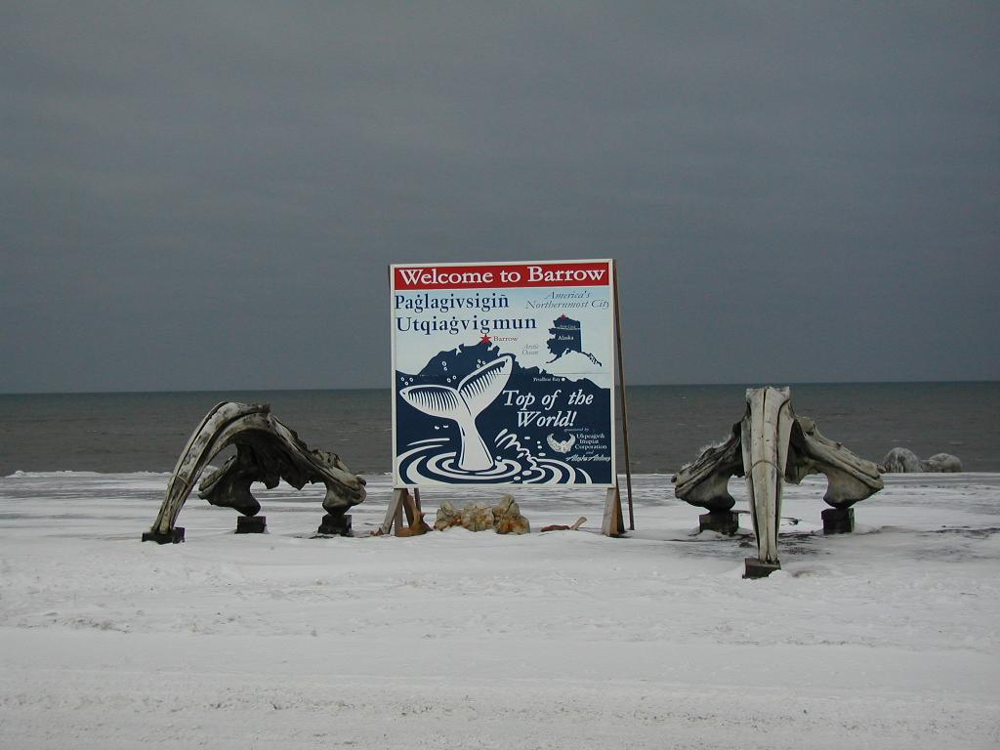 Welcome to Barrow
Paġlagivsigiñ
Utqiaġvigmun
America's
Northernmost City
Barrow
Alaska
Arctic
Ocean
Prudhoe Bay
Top of the
World!
sponsored by
Ukpeaġvik
Iñupiat
Corporation
Alaska Airlines